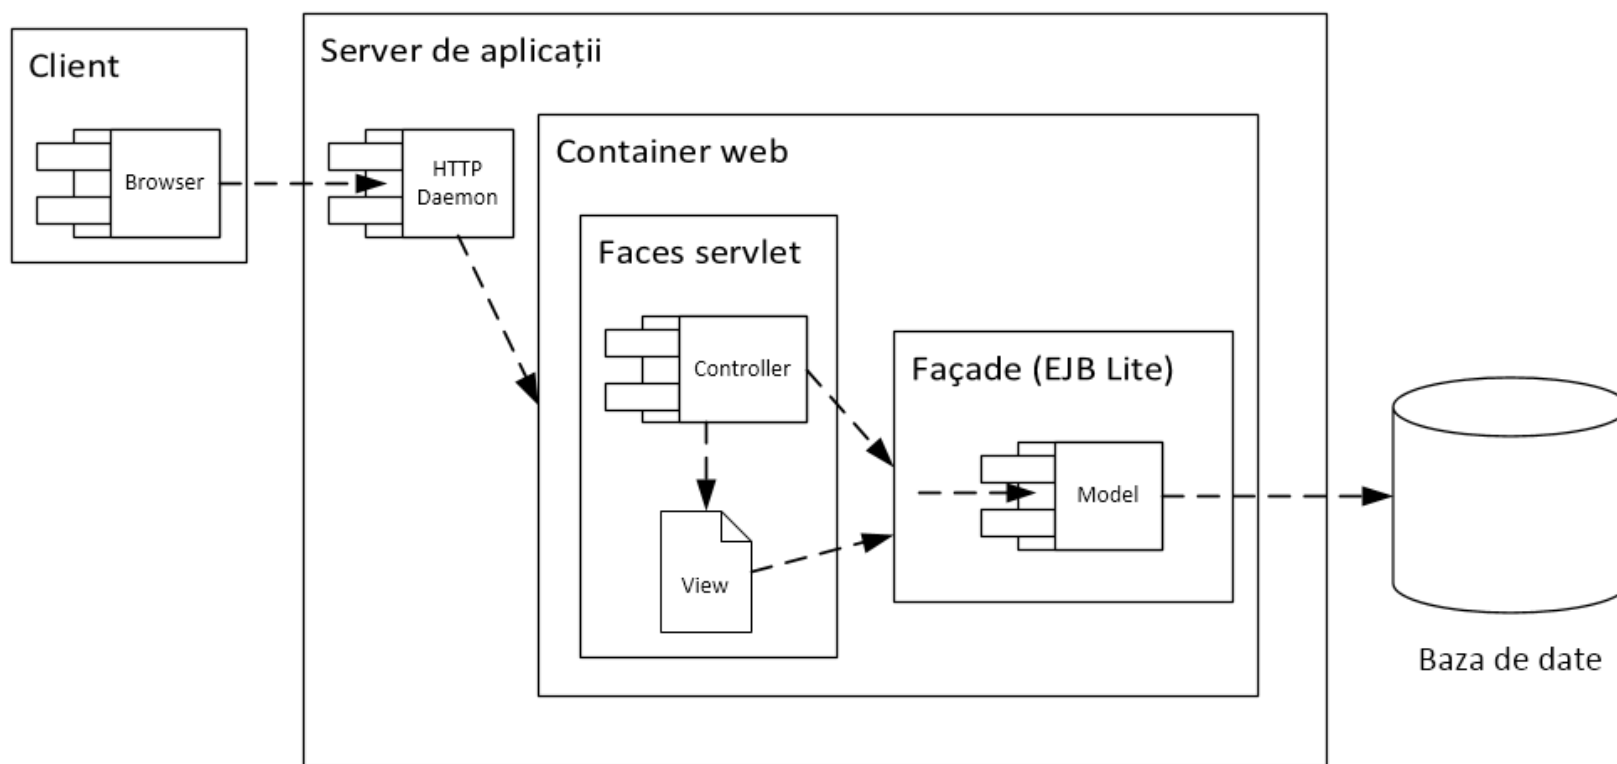 Client
Server de aplicații
Browser
HTTP
Daemon
Container web
Faces servlet
Controller
View
Façade (EJB Lite)
Model
Baza de date